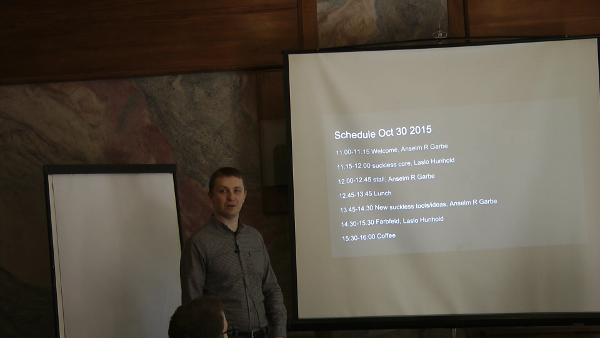 Schedule Oct 30 2015
11:00-11:15 Welcome, Anselm R Garbe
11:15-12:00 suckless core, Laslo Hunhold
12:00-12:45 stali, Anselm R Garbe
12:45-13:45 Lunch
13:45-14:30 New suckless tools/ideas, Anselm R Garbe
14:30-15:30 Farbfeld, Laslo Hunhold
15:30-16:00 Coffee